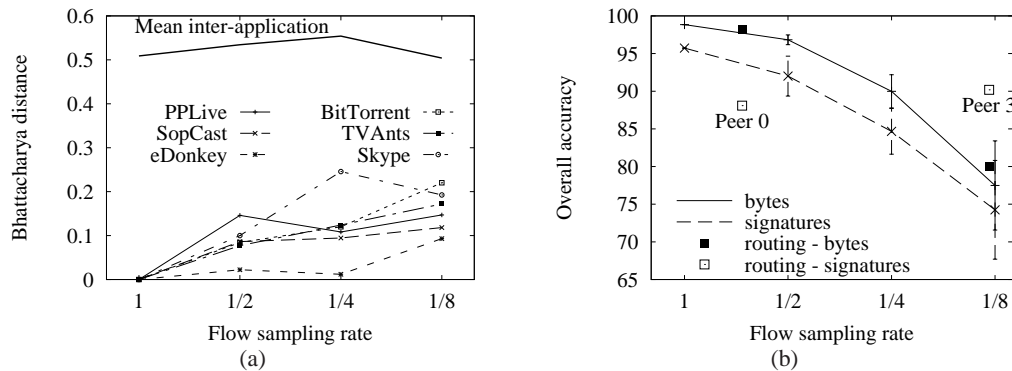 0.6
0.5
0.4
0.3
0.2
0.1
0
Bhattacharya distance
Mean inter-application
PPLive
SopCast
eDonkey
BitTorrent
TVAnts
Skype
1
1/2
1/4
1/8
Flow sampling rate
(a)
100
95
90
85
80
75
70
65
Overall accuracy
Peer 0
Peer 3
bytes
signatures
routing - bytes
routing - signatures
1
1/2
1/4
1/8
Flow sampling rate
(b)